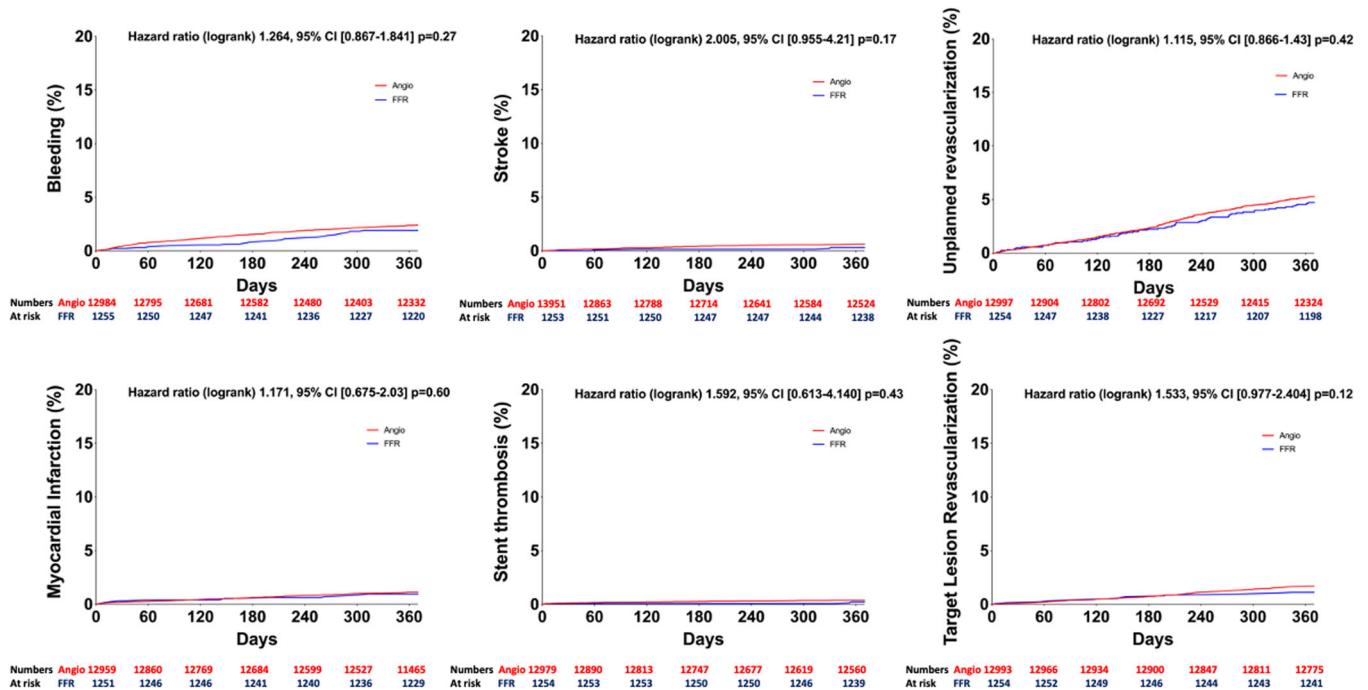 Hazard ratio (logrank) 1.264, 95% CI [0.867-1.841] p=0.27
Bleeding (%)
20
15
10
5
0
Angio
FFR
0 60 120 180 240 300 360
Days
Numbers Angio 12984 12795 12681 12582 12480 12403 12332
At risk FFR 1255 1250 1247 1241 1236 1227 1220
Hazard ratio (logrank) 2.005, 95% CI [0.955-4.21] p=0.17
Stroke (%)
20
15
10
5
0
Angio
FFR
0 60 120 180 240 300 360
Days
Numbers Angio 13951 12863 12788 12714 12641 12584 12524
At risk FFR 1253 1251 1250 1247 1247 1244 1238
Hazard ratio (logrank) 1.115, 95% CI [0.866-1.43] p=0.42
Unplanned revascularization (%)
20
15
10
5
0
Angio
FFR
0 60 120 180 240 300 360
Days
Numbers Angio 12997 12904 12802 12692 12529 12415 12324
At risk FFR 1254 1247 1238 1227 1217 1207 1198
Hazard ratio (logrank) 1.171, 95% CI [0.675-2.03] p=0.60
Myocardial Infarction (%)
20
15
10
5
0
Angio
FFR
0 60 120 180 240 300 360
Days
Numbers Angio 12959 12860 12769 12684 12599 12527 11465
At risk FFR 1251 1246 1246 1241 1240 1236 1229
Hazard ratio (logrank) 1.592, 95% CI [0.613-4.140] p=0.43
Stent thrombosis (%)
20
15
10
5
0
Angio
FFR
0 60 120 180 240 300 360
Days
Numbers Angio 12979 12890 12813 12747 12677 12619 12560
At risk FFR 1254 1253 1253 1250 1250 1246 1239
Hazard ratio (logrank) 1.533, 95% CI [0.977-2.404] p=0.12
Target Lesion Revascularization (%)
20
15
10
5
0
Angio
FFR
0 60 120 180 240 300 360
Days
Numbers Angio 12993 12966 12934 12900 12847 12811 12775
At risk FFR 1254 1252 1249 1246 1244 1243 1241